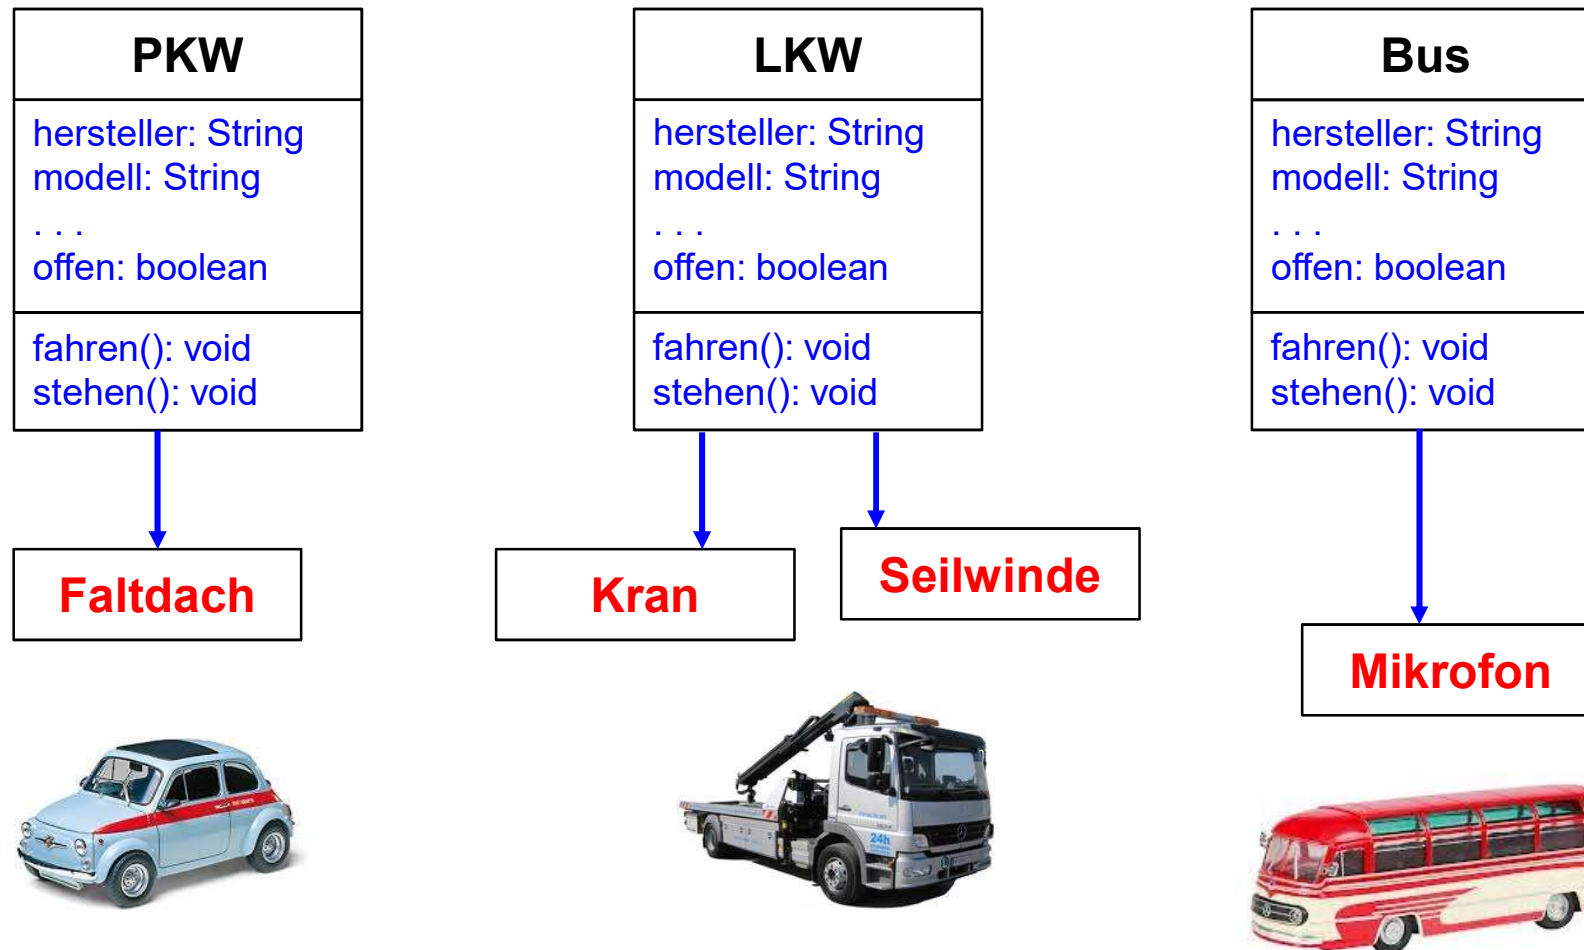 PKW
hersteller: String
modell: String
. . .
offen: boolean
fahren(): void
stehen(): void
Faltdach
LKW
hersteller: String
modell: String
. . .
offen: boolean
fahren(): void
stehen(): void
Kran
Seilwinde
24h
Bus
hersteller: String
modell: String
. . .
offen: boolean
fahren(): void
stehen(): void
Mikrofon